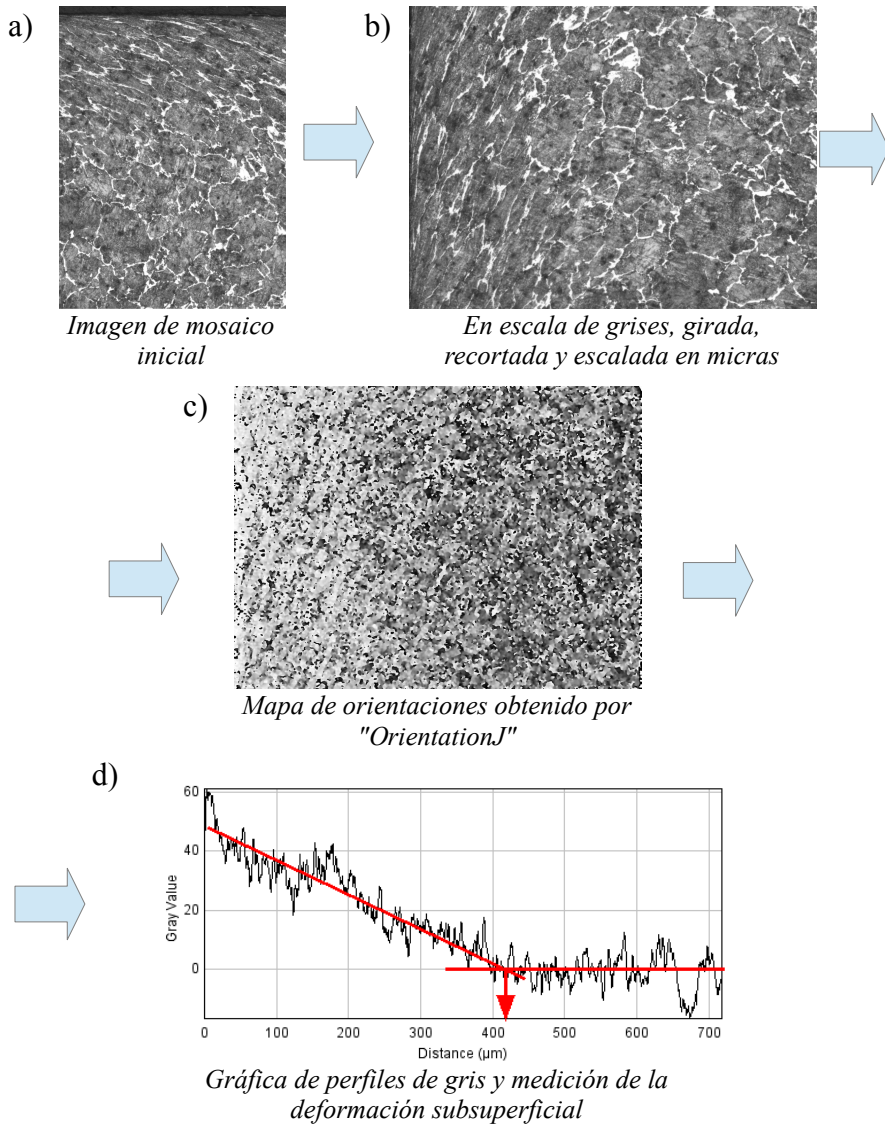 a)
b)
Imagen de mosaico
inicial
En escala de grises, girada,
recortada y escalada en micras
c)
Mapa de orientaciones obtenido por
"OrientationJ"
d)
60
40
20
0
Gray Value
0 100 200 300 400 500 600 700
Distance (µm)
Gráfica de perfiles de gris y medición de la
deformación subsuperficial